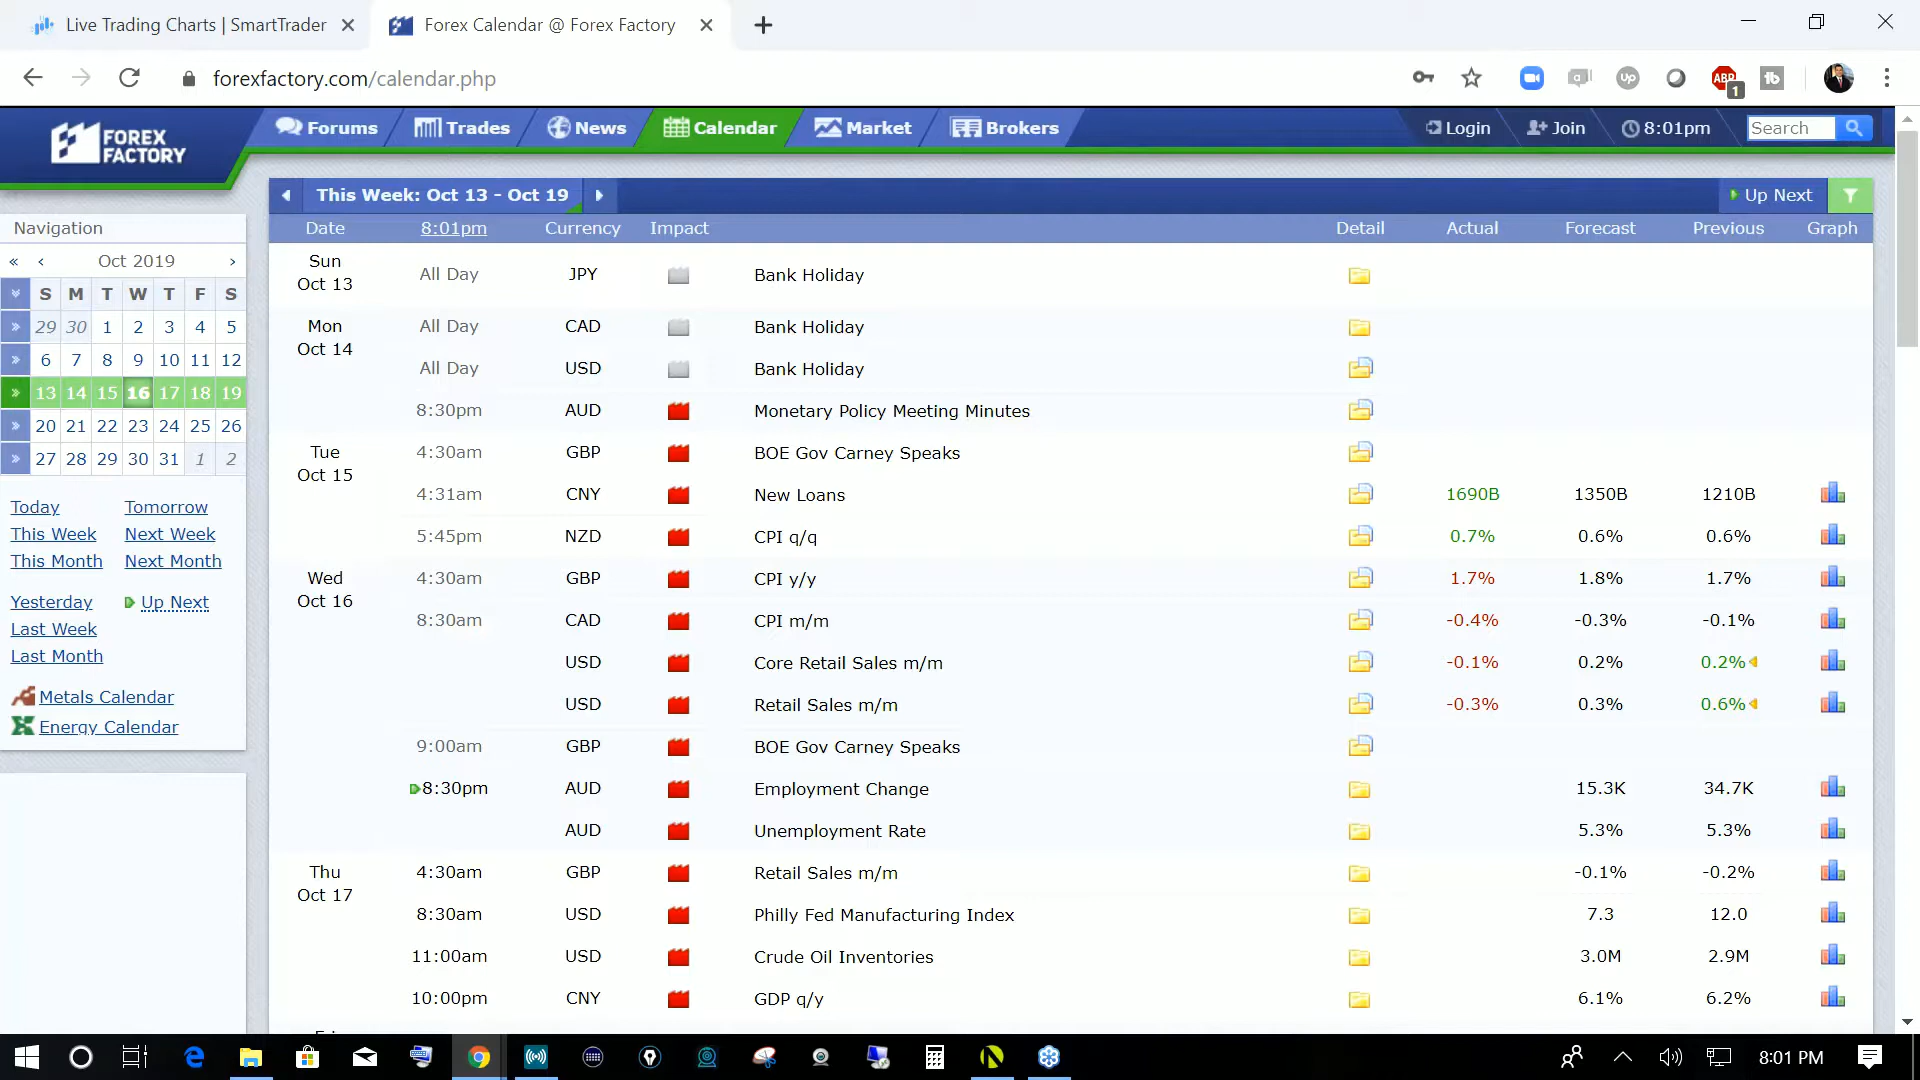 Live Trading Charts | SmartTrader
Forex Calendar @ Forex Factory
forexfactory.com/calendar.php
up
ABP
1
tb
FOREX
FACTORY
Forums Trades News Calendar Market Brokers Login Join 8:01pm Search
This Week: Oct 13 - Oct 19 Up Next
Date 8:01pm Currency Impact Detail Actual Forecast Previous Graph
Sun
Oct 13 All Day JPY Bank Holiday
Mon
Oct 14 All Day CAD Bank Holiday
All Day USD Bank Holiday
8:30pm AUD Monetary Policy Meeting Minutes
Tue
Oct 15 4:30am GBP BOE Gov Carney Speaks
4:31am CNY New Loans 1690B 1350B 1210B
5:45pm NZD CPI q/q 0.7% 0.6% 0.6%
Wed
Oct 16 4:30am GBP CPI y/y 1.7% 1.8% 1.7%
8:30am CAD CPI m/m -0.4% -0.3% -0.1%
USD Core Retail Sales m/m -0.1% 0.2% 0.2%
USD Retail Sales m/m -0.3% 0.3% 0.6%
9:00am GBP BOE Gov Carney Speaks
8:30pm AUD Employment Change 15.3K 34.7K
AUD Unemployment Rate 5.3% 5.3%
Thu
Oct 17 4:30am GBP Retail Sales m/m -0.1% -0.2%
8:30am USD Philly Fed Manufacturing Index 7.3 12.0
11:00am USD Crude Oil Inventories 3.0M 2.9M
10:00pm CNY GDP q/y 6.1% 6.2%
Navigation
« ‹ Oct 2019 ›
S M T W T F S
» 29 30 1 2 3 4 5
» 6 7 8 9 10 11 12
» 13 14 15 16 17 18 19
» 20 21 22 23 24 25 26
» 27 28 29 30 31 1 2
Today Tomorrow
This Week Next Week
This Month Next Month
Yesterday Up Next
Last Week
Last Month
Metals Calendar
Energy Calendar
8:01 PM